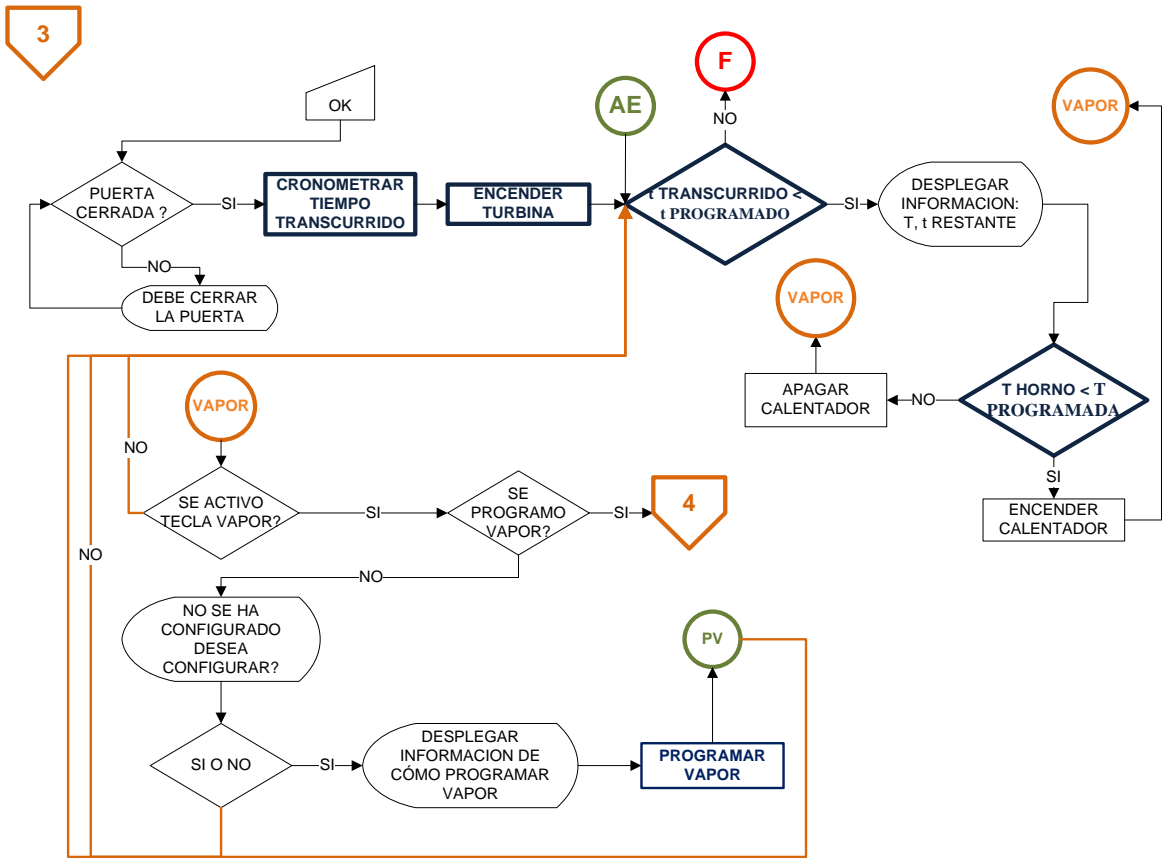 3
OK
PUERTA
CERRADA ?
SI
NO
DEBE CERRAR
LA PUERTA
CRONOMETRAR
TIEMPO
TRANSCURRIDO
ENCENDER
TURBINA
AE
F
NO
t TRANSCURRIDO <
t PROGRAMADO
SI
DESPLEGAR
INFORMACION:
T, t RESTANTE
VAPOR
VAPOR
APAGAR
CALENTADOR
NO
T HORNO < T
PROGRAMADA
SI
ENCENDER
CALENTADOR
VAPOR
NO
SE ACTIVO
TECLA VAPOR?
SI
SE
PROGRAMO
VAPOR?
SI
4
NO
NO
NO SE HA
CONFIGURADO
DESEA
CONFIGURAR?
SI O NO
SI
DESPLEGAR
INFORMACION DE
CÓMO PROGRAMAR
VAPOR
PROGRAMAR
VAPOR
PV